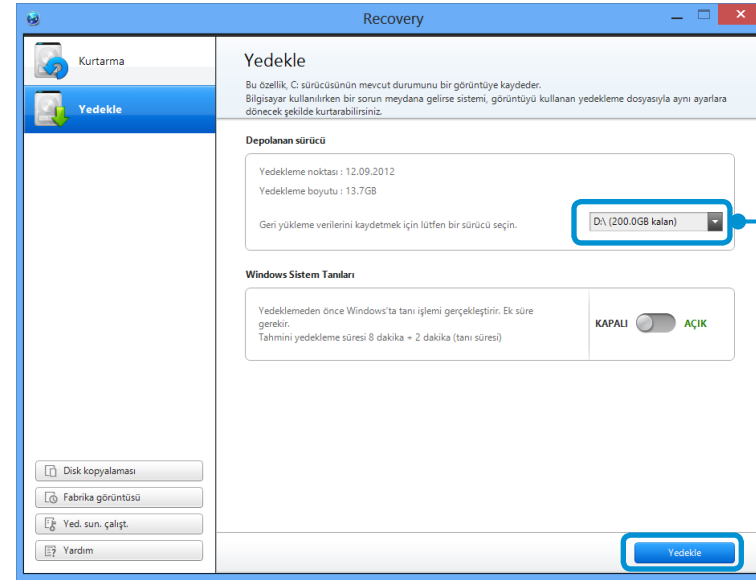 Recovery
Kurtarma
Yedekle
Yedekle
Bu özellik, C: sürücüsünün mevcut durumunu bir görüntüye kaydeder.
Bilgisayar kullanılırken bir sorun meydana gelirse sistemi, görüntüyü kullanan yedekleme dosyasıyla aynı ayarlara
dönecek şekilde kurtarabilirsiniz.
Depolanan sürücü
Yedekleme noktası : 12.09.2012
Yedekleme boyutu : 13.7GB
Geri yükleme verilerini kaydetmek için lütfen bir sürücü seçin.
D:\ (200.0GB kalan)
Windows Sistem Tanıları
Yedeklemeden önce Windows'ta tanı işlemi gerçekleştirir. Ek süre
gerekir.
Tahmini yedekleme süresi 8 dakika + 2 dakika (tanı süresi)
KAPALI AÇIK
Disk kopyalaması
Fabrika görüntüsü
Yed. sun. çalışt.
Yardım
Yedekle